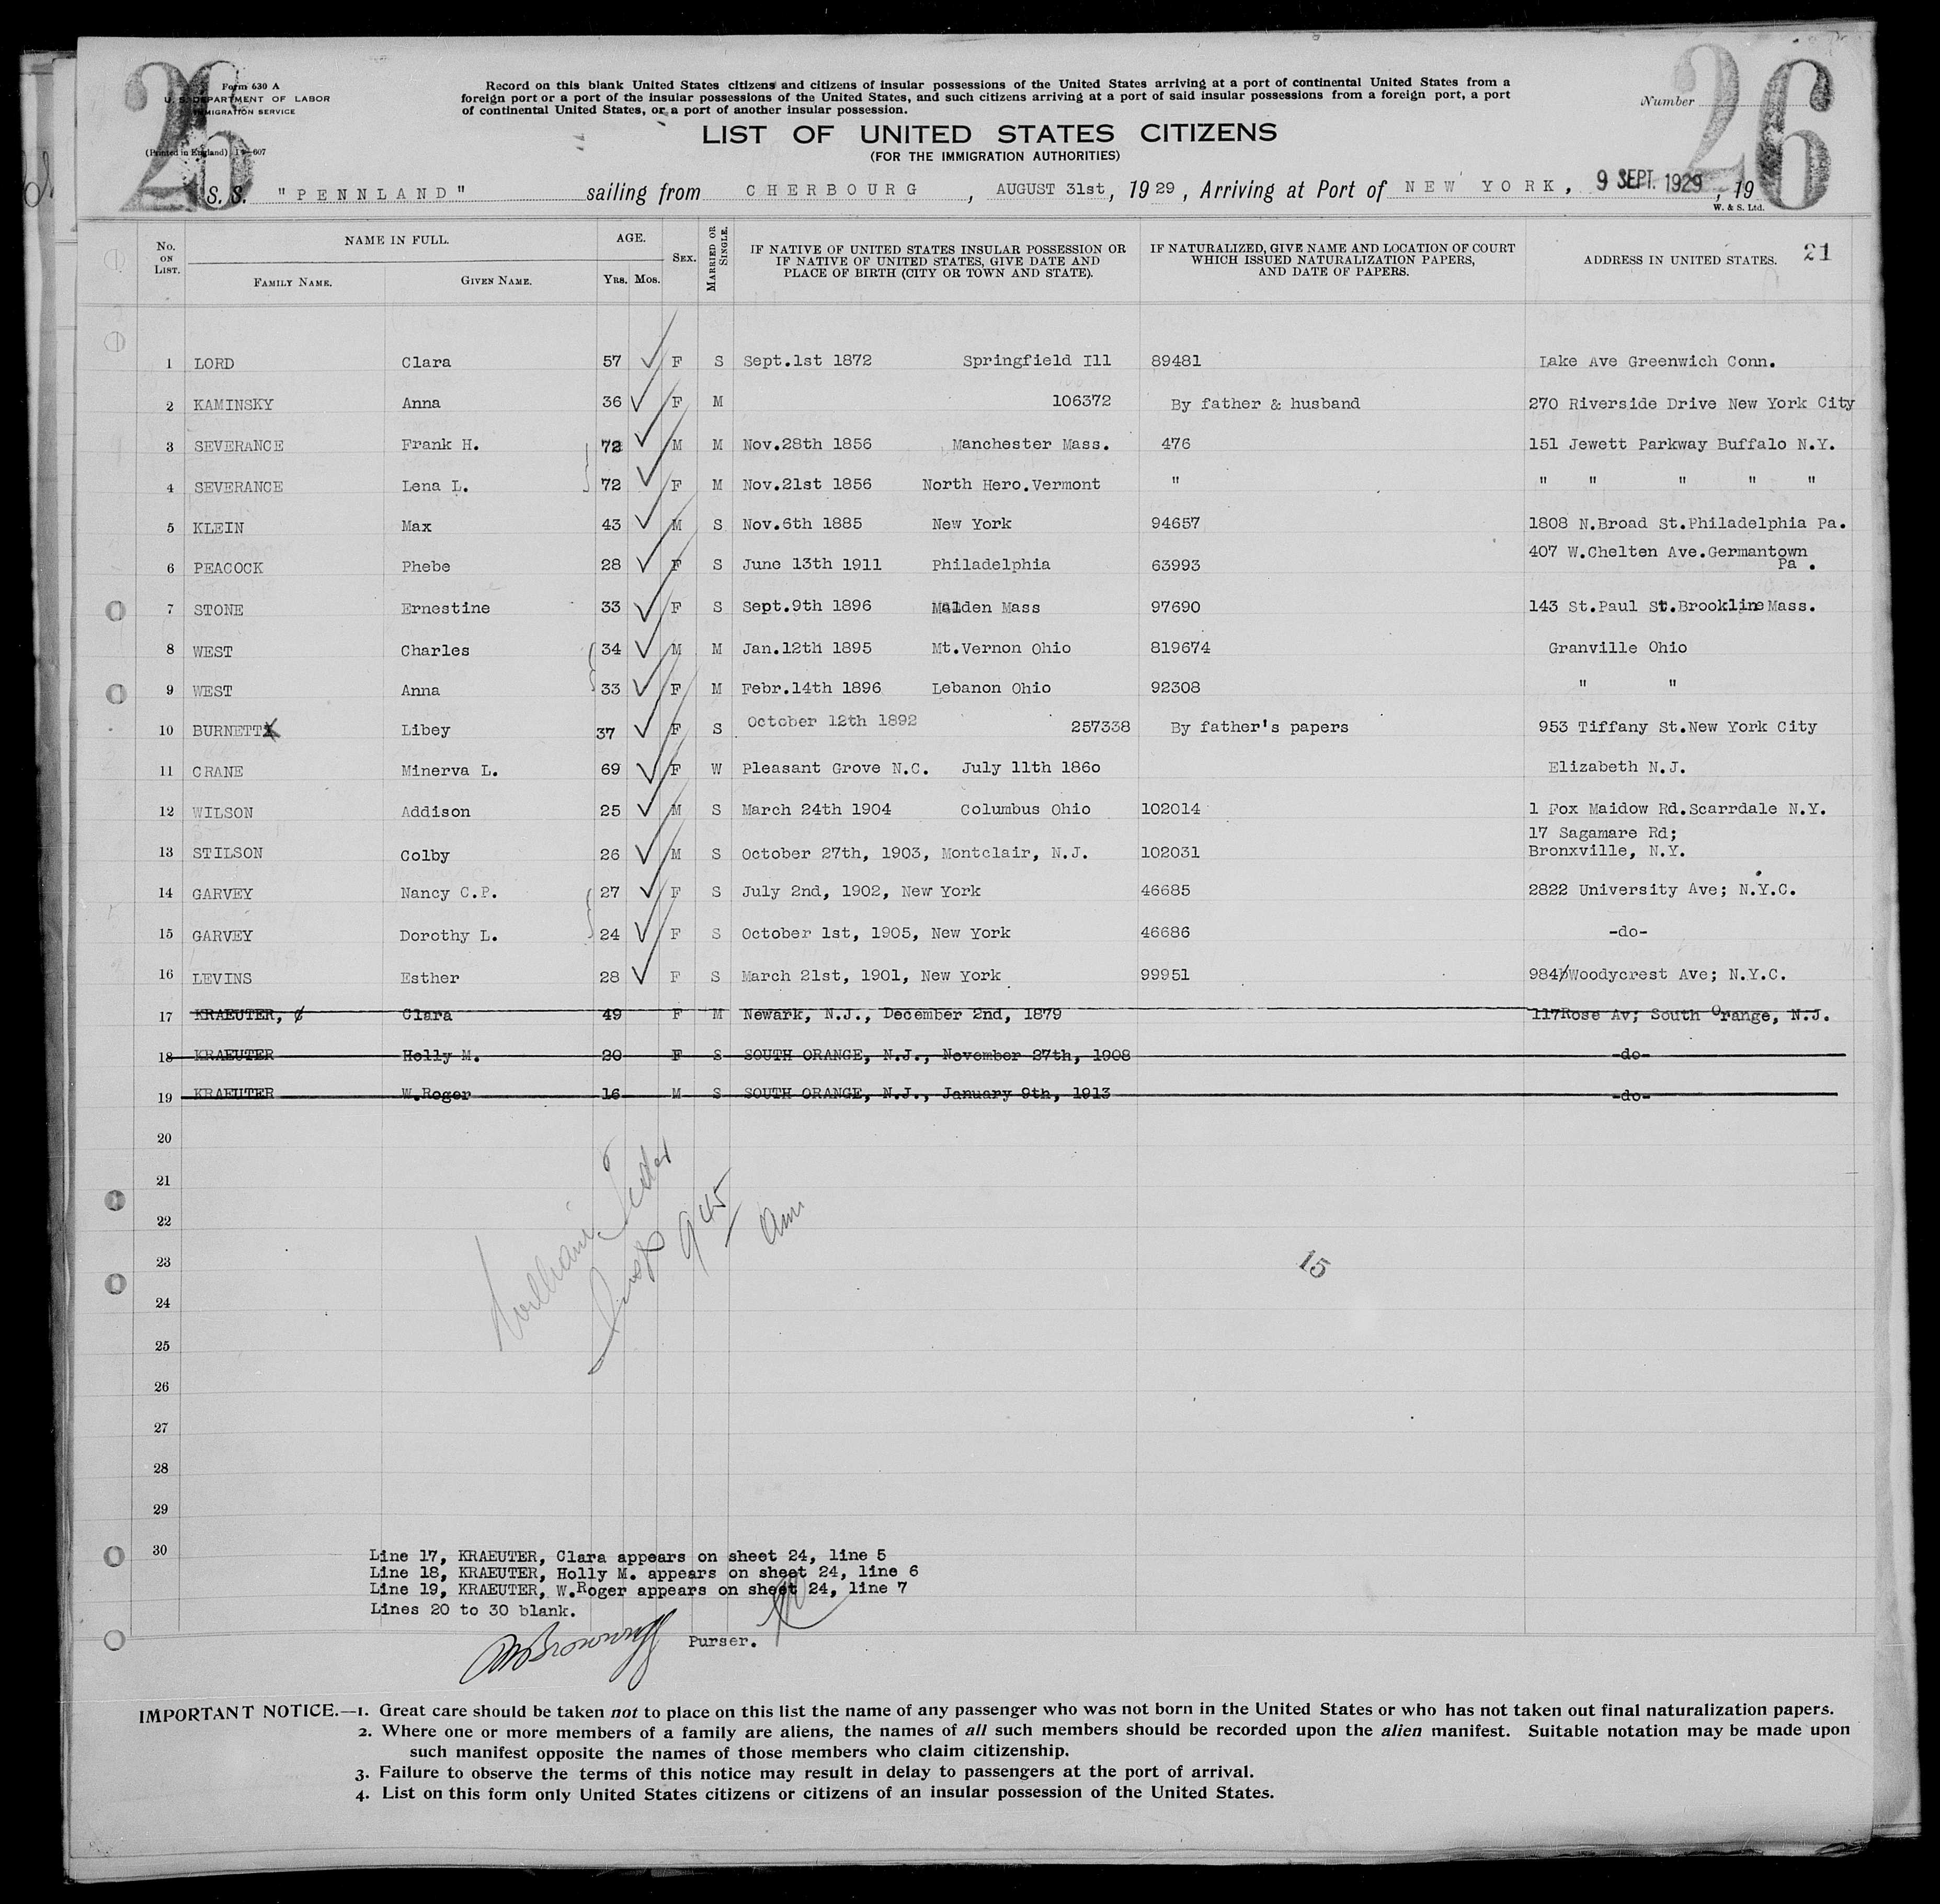 26
26
Form 630 A
U. S. DEPARTMENT OF LABOR
IMMIGRATION SERVICE
(Printed in England)
Record on this blank United States citizens and citizens of insular possessions of the United States arriving at a port of continental United States from a
foreign port or a port of the insular possessions of the United States, and such citizens arriving at a port of said insular possessions from a foreign port, a port
of continental United States, or a port of another insular possession.
Number
LIST OF UNITED STATES CITIZENS
(FOR THE IMMIGRATION AUTHORITIES)
S. S. "PENNLAND" sailing from CHERBOURG, AUGUST 31st, 1929, Arriving at Port of NEW YORK, 9 SEPT. 1929, 19
W. & S. Ltd.
No. ON LIST. NAME IN FULL. FAMILY NAME. GIVEN NAME. AGE. Yrs. Mos. SEX. MARRIED OR SINGLE. IF NATIVE OF UNITED STATES INSULAR POSSESSION OR IF NATIVE OF UNITED STATES, GIVE DATE AND PLACE OF BIRTH (CITY OR TOWN AND STATE). IF NATURALIZED, GIVE NAME AND LOCATION OF COURT WHICH ISSUED NATURALIZATION PAPERS, AND DATE OF PAPERS. ADDRESS IN UNITED STATES. 21
1 LORD Clara 57 F S Sept.1st 1872 Springfield Ill 89481 Lake Ave Greenwich Conn.
2 KAMINSKY Anna 36 F M 106372 By father & husband 270 Riverside Drive New York City
3 SEVERANCE Frank H. 72 M M Nov.28th 1856 Manchester Mass. 476 151 Jewett Parkway Buffalo N.Y.
4 SEVERANCE Lena L. 72 F M Nov.21st 1856 North Hero.Vermont " " " " " "
5 KLEIN Max 43 M S Nov.6th 1885 New York 94657 1808 N.Broad St.Philadelphia Pa.
6 PEACOCK Phebe 28 F S June 13th 1911 Philadelphia 63993 407 W.Chelten Ave.Germantown Pa .
7 STONE Ernestine 33 F S Sept.9th 1896 Malden Mass 97690 143 St.Paul St.Brookline Mass.
8 WEST Charles 34 M M Jan.12th 1895 Mt.Vernon Ohio 819674 Granville Ohio
9 WEST Anna 33 F M Febr.14th 1896 Lebanon Ohio 92308 " "
10 BURNETT Libey 37 F S October 12th 1892 257338 By father's papers 953 Tiffany St.New York City
11 CRANE Minerva L. 69 F W Pleasant Grove N.C. July 11th 186o Elizabeth N.J.
12 WILSON Addison 25 M S March 24th 1904 Columbus Ohio 102014 1 Fox Maidow Rd.Scarrdale N.Y.
13 STILSON Colby 26 M S October 27th, 1903, Montclair, N.J. 102031 17 Sagamare Rd; Bronxville, N.Y.
14 GARVEY Nancy C.P. 27 F S July 2nd, 1902, New York 46685 2822 University Ave; N.Y.C.
15 GARVEY Dorothy L. 24 F S October 1st, 1905, New York 46686 -do-
16 LEVINS Esther 28 F S March 21st, 1901, New York 99951 984 Woodycrest Ave; N.Y.C.
17 KRAEUTER, Clara 49 F M Newark, N.J., December 2nd, 1879 117Rose Av; South Orange, N.J.
18 KRAEUTER Holly M. 20 F S SOUTH ORANGE, N.J., November 27th, 1908 -do-
19 KRAEUTER W.Roger 16 M S SOUTH ORANGE, N.J., January 9th, 1913 -do-
20
21
22
23
24
25
26
27
28
29
30
William
Insp 9 45 am
15
Line 17, KRAEUTER, Clara appears on sheet 24, line 5
Line 18, KRAEUTER, Holly M. appears on sheet 24, line 6
Line 19, KRAEUTER, W.Roger appears on sheet 24, line 7
Lines 20 to 30 blank.
Purser.
IMPORTANT NOTICE.—1. Great care should be taken not to place on this list the name of any passenger who was not born in the United States or who has not taken out final naturalization papers.
2. Where one or more members of a family are aliens, the names of all such members should be recorded upon the alien manifest. Suitable notation may be made upon
such manifest opposite the names of those members who claim citizenship.
3. Failure to observe the terms of this notice may result in delay to passengers at the port of arrival.
4. List on this form only United States citizens or citizens of an insular possession of the United States.